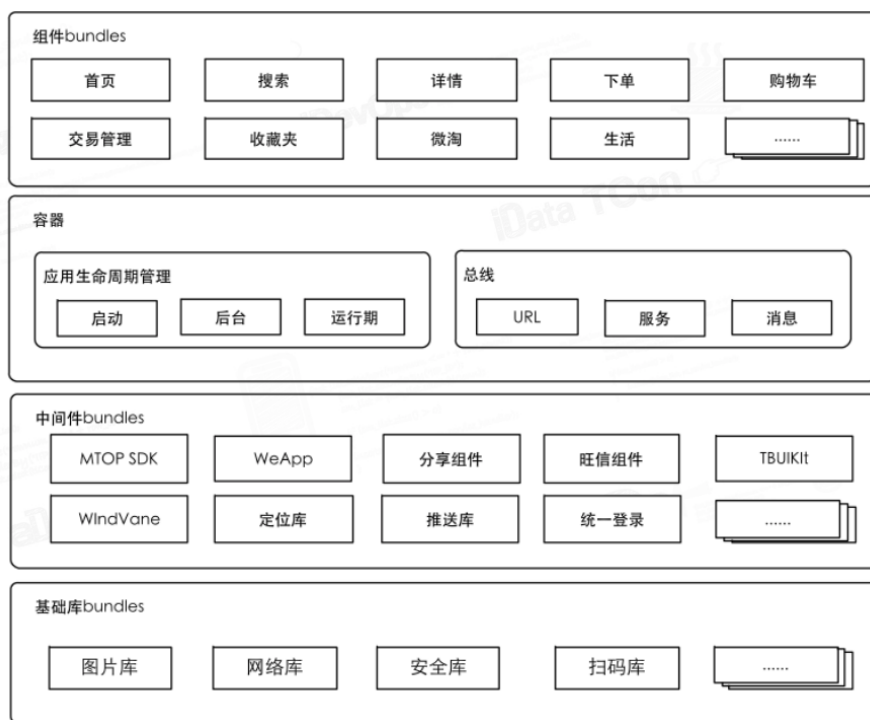 组件bundles
首页 搜索 详情 下单 购物车
交易管理 收藏夹 微淘 生活 ......
iData TCon
容器
应用生命周期管理 总线
启动 后台 运行期 URL 服务 消息
中间件bundles
MTOP SDK WeApp 分享组件 旺信组件 TBUIKIt
WIndVane 定位库 推送库 统一登录 ......
基础库bundles
图片库 网络库 安全库 扫码库 ......